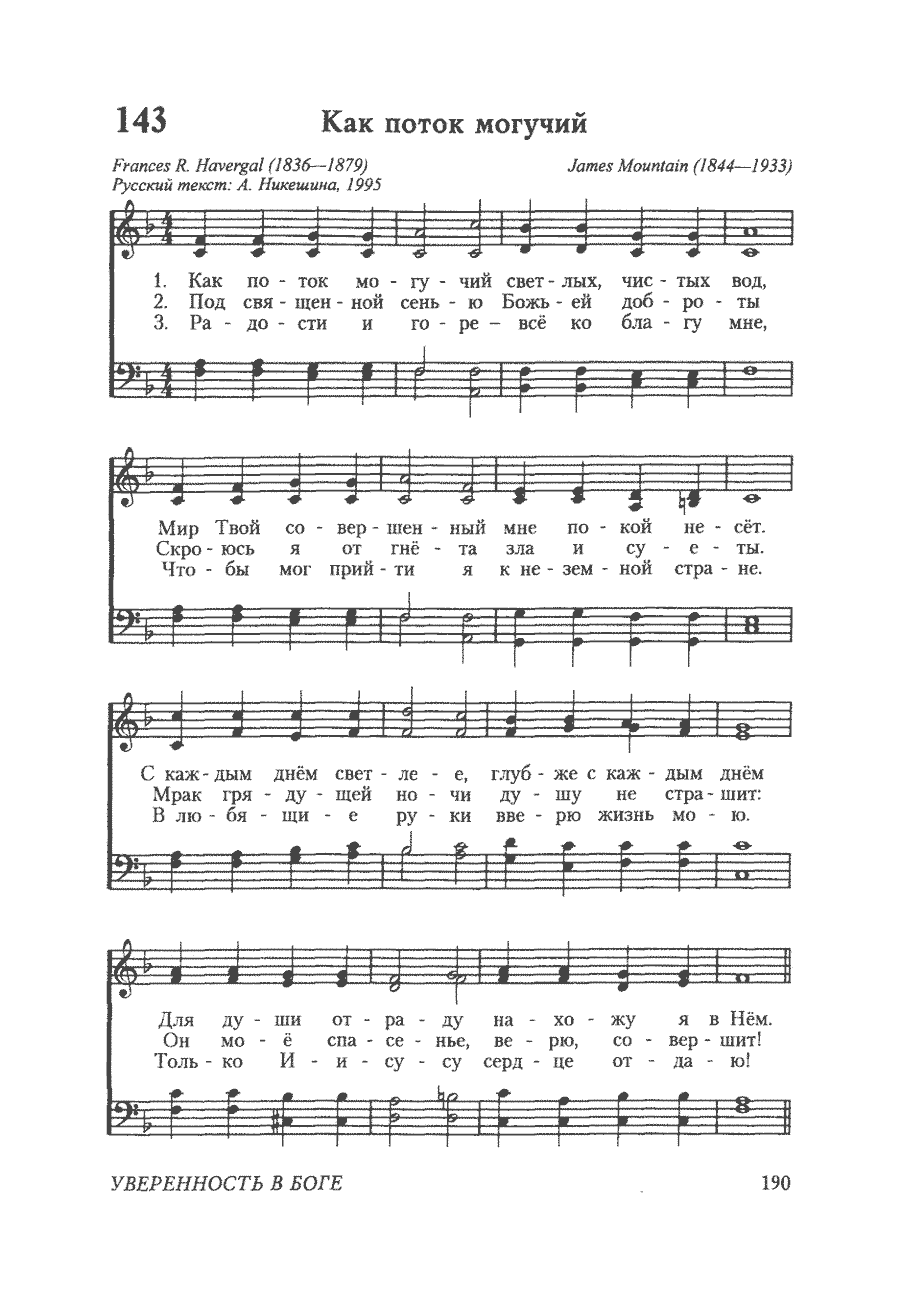 143 Как поток могучий
Frances R. Havergal (1836—1879) James Mountain (1844—1933)
Русский текст: А. Никешина, 1995
1. Как по - ток мо - гу - чий свет - лых, чис - тых вод,
2. Под свя - щен - ной сень - ю Божь - ей доб - ро - ты
3. Ра - до - сти и го - ре – всё ко бла - гу мне,
Мир Твой со - вер - шен - ный мне по - кой не - сёт.
Скро - юсь я от гнё - та зла и су - е - ты.
Что - бы мог прий - ти я к не - зем - ной стра - не.
С каж - дым днём свет - ле - е, глуб - же с каж - дым днём
Мрак гря - ду - щей но - чи ду - шу не стра - шит:
В лю - бя - щи - е ру - ки вве - рю жизнь мо - ю.
Для ду - ши от - ра - ду на - хо - жу я в Нём.
Он мо - ё спа - се - нье, ве - рю, со - вер - шит!
Толь - ко И - и - су - су серд - це от - да - ю!
УВЕРЕННОСТЬ В БОГЕ 190